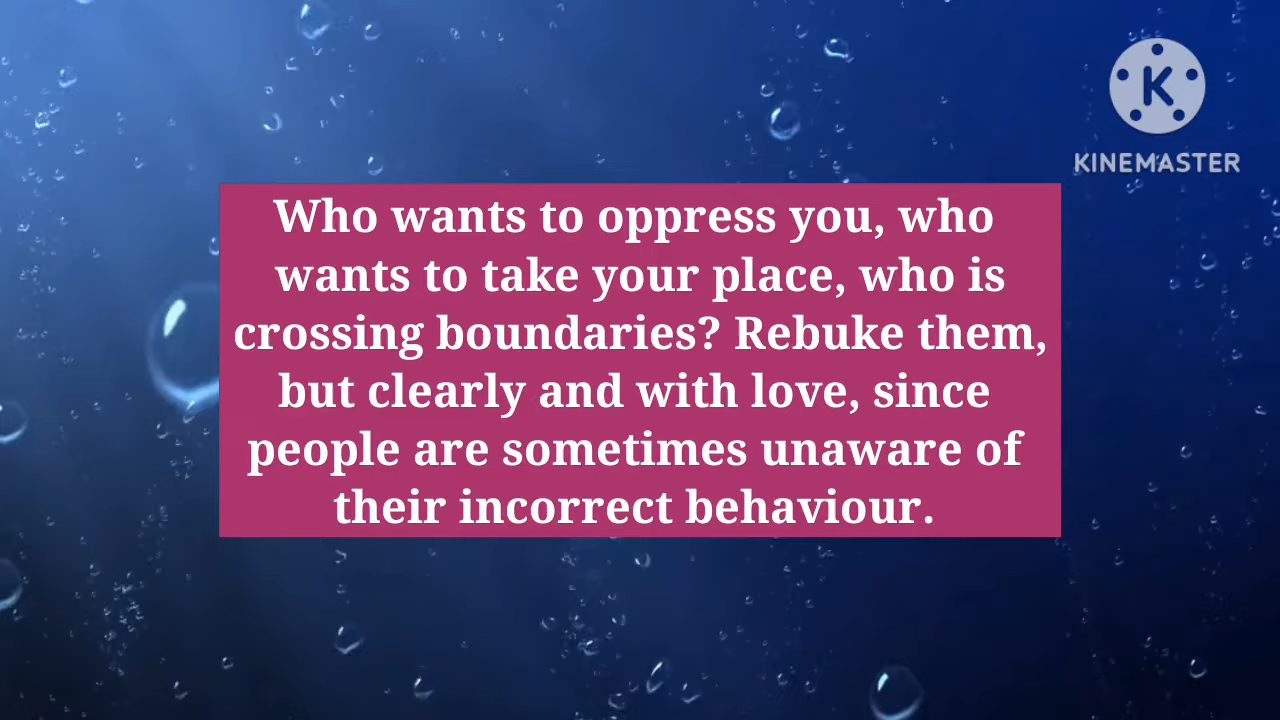 K
KINEMASTER
Who wants to oppress you, who
wants to take your place, who is
crossing boundaries? Rebuke them,
but clearly and with love, since
people are sometimes unaware of
their incorrect behaviour.